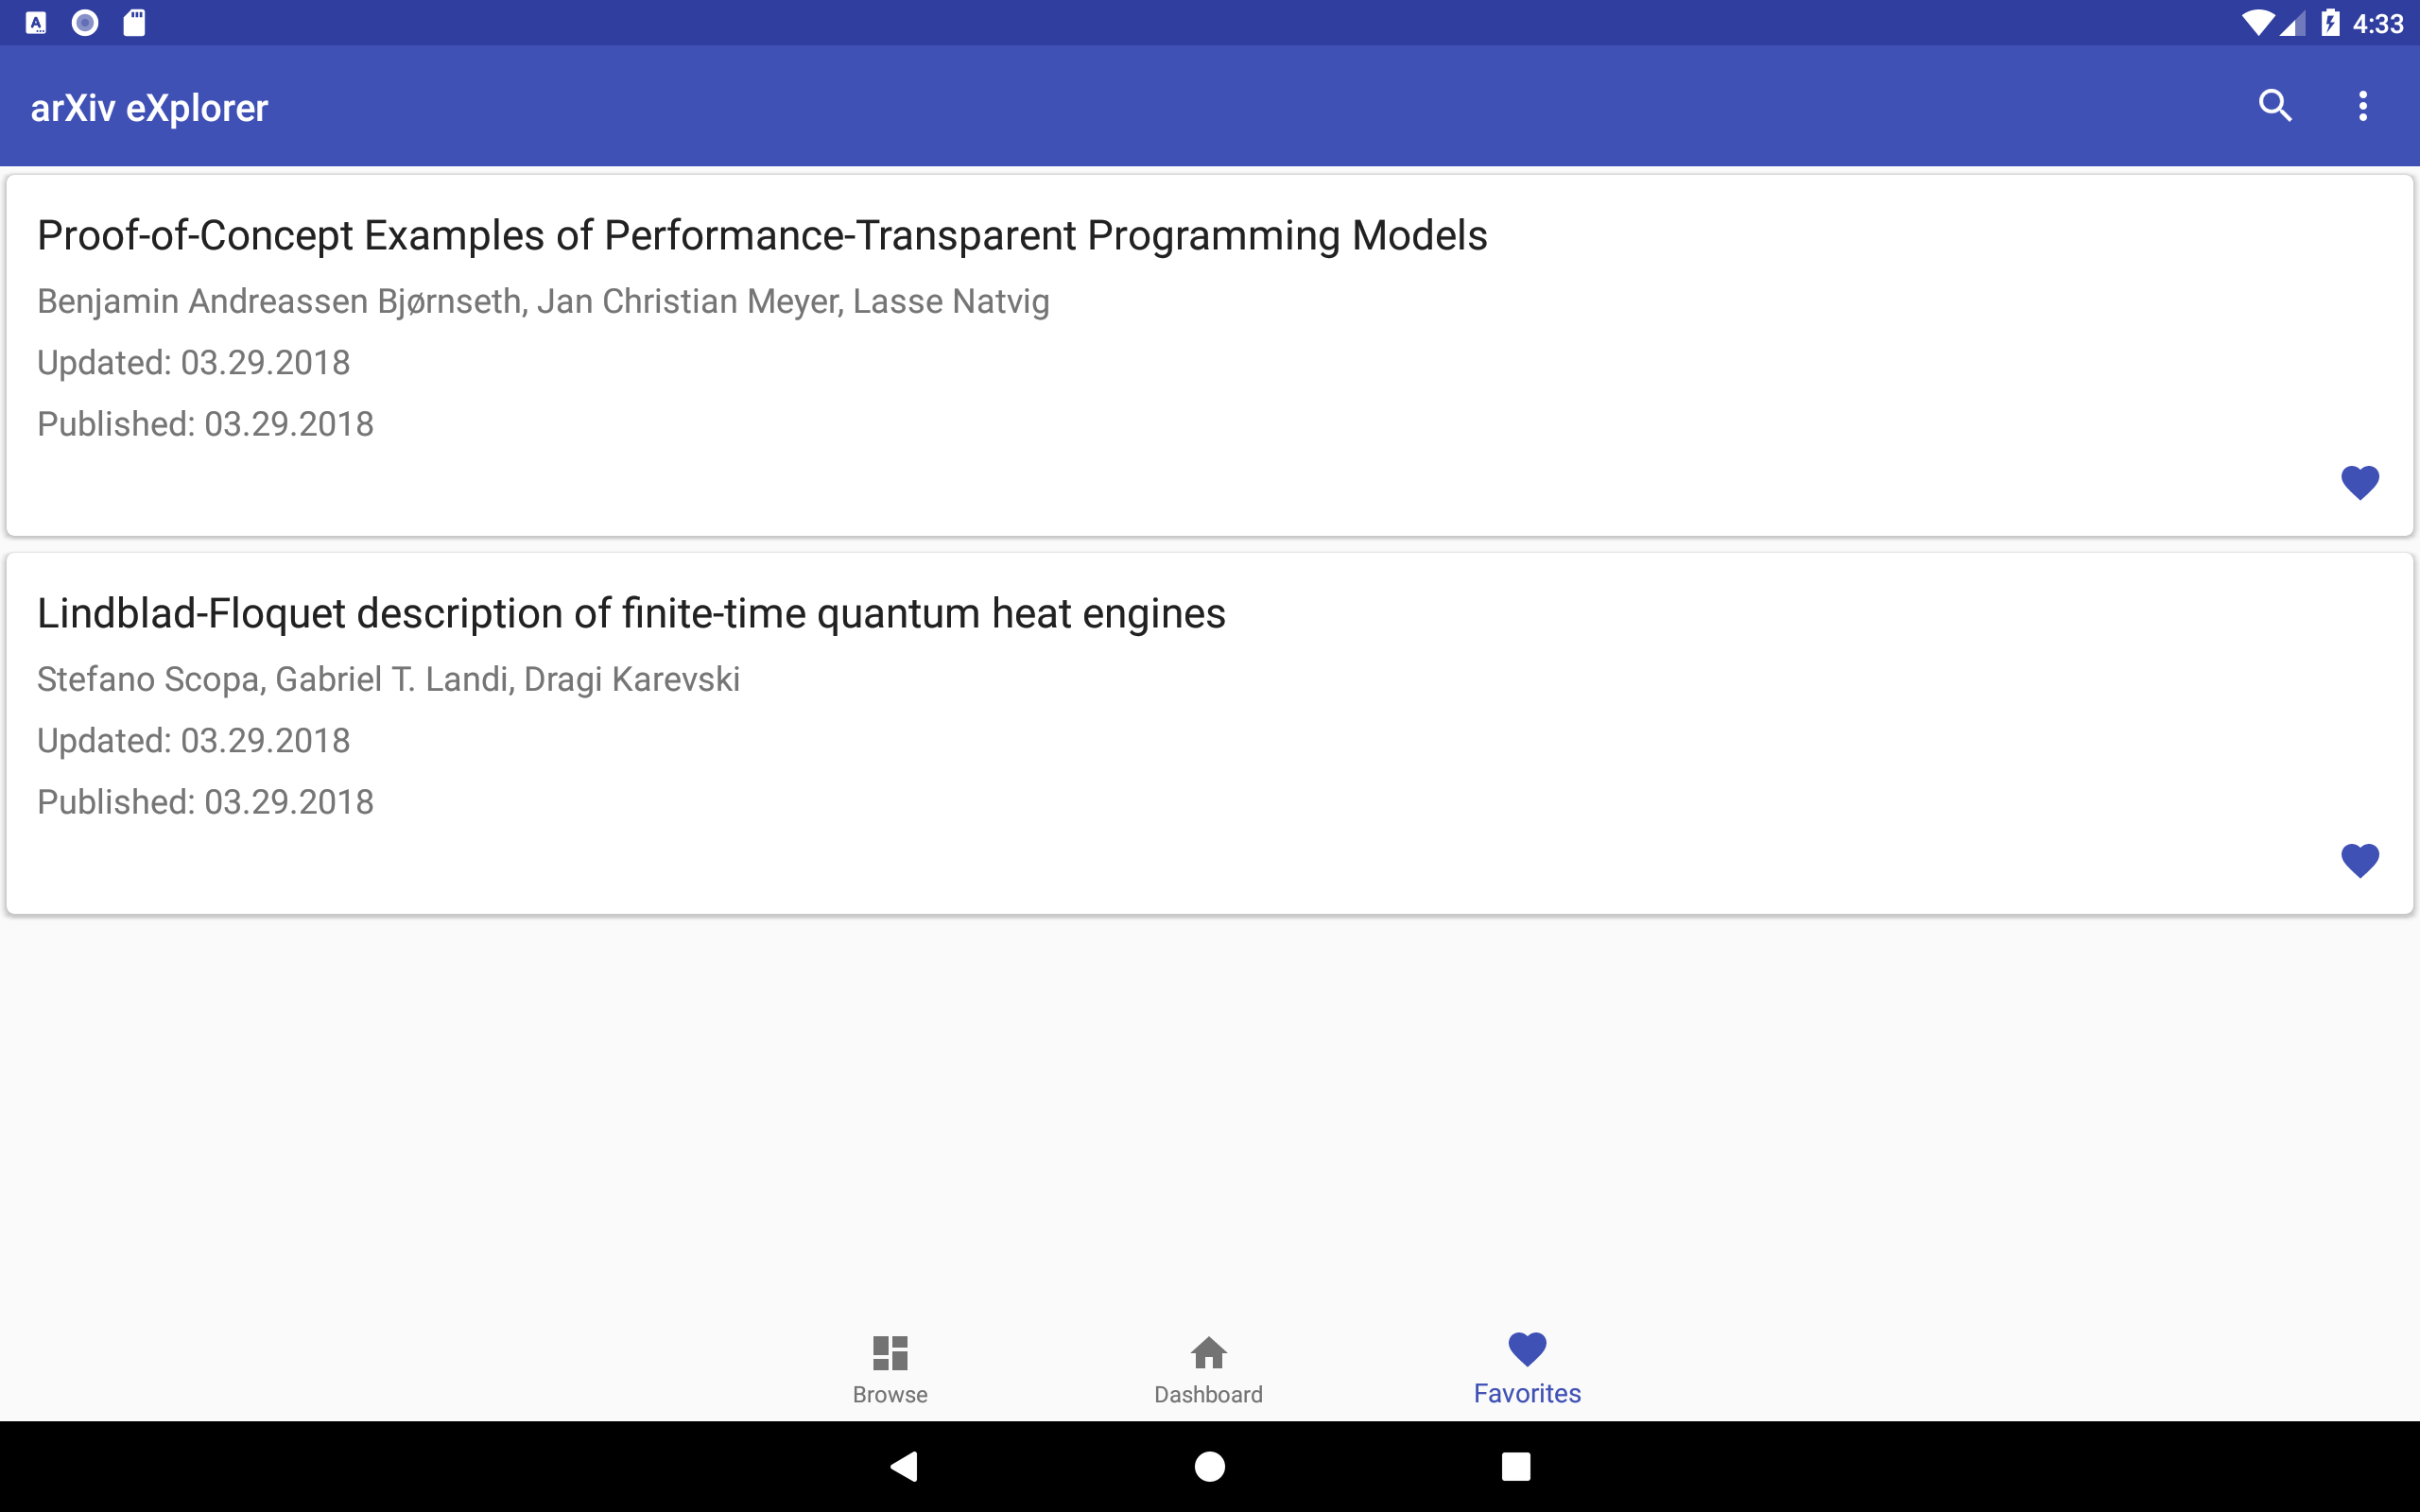 4:33
arXiv eXplorer
Proof-of-Concept Examples of Performance-Transparent Programming Models
Benjamin Andreassen Bjørnseth, Jan Christian Meyer, Lasse Natvig
Updated: 03.29.2018
Published: 03.29.2018
Lindblad-Floquet description of finite-time quantum heat engines
Stefano Scopa, Gabriel T. Landi, Dragi Karevski
Updated: 03.29.2018
Published: 03.29.2018
Browse Dashboard Favorites